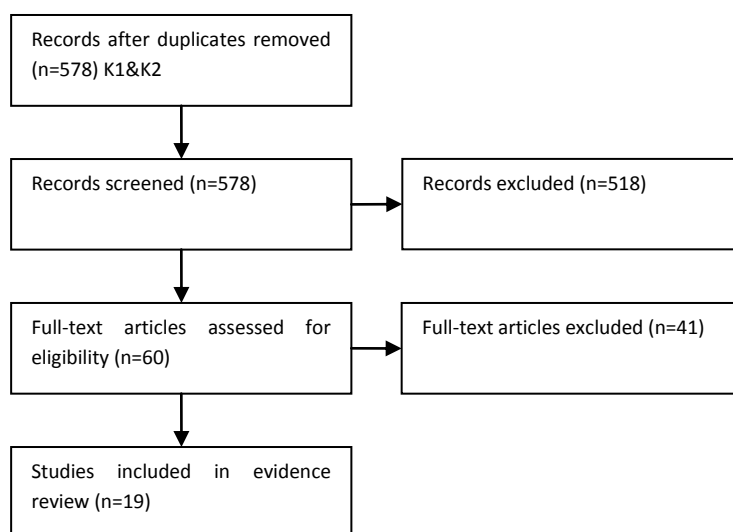 Records after duplicates removed
(n=578) K1&K2
Records screened (n=578)
Records excluded (n=518)
Full-text articles assessed for
eligibility (n=60)
Full-text articles excluded (n=41)
Studies included in evidence
review (n=19)